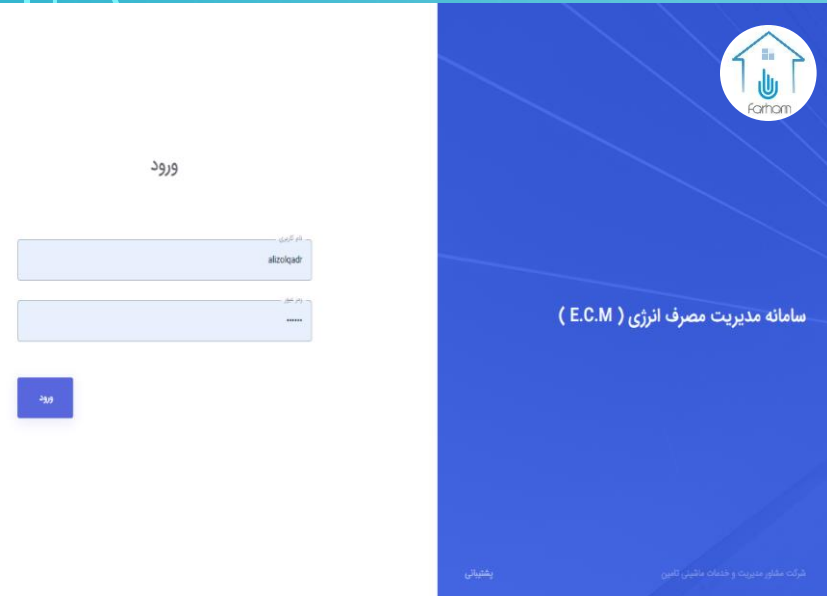 farham
سامانه مدیریت مصرف انرژی ( E.C.M )
شرکت مشاور مدیریت و خدمات ماشینی تامین
پشتیبانی
ورود
نام کاربری
alizolqadr
رمز عبور
••••••
ورود